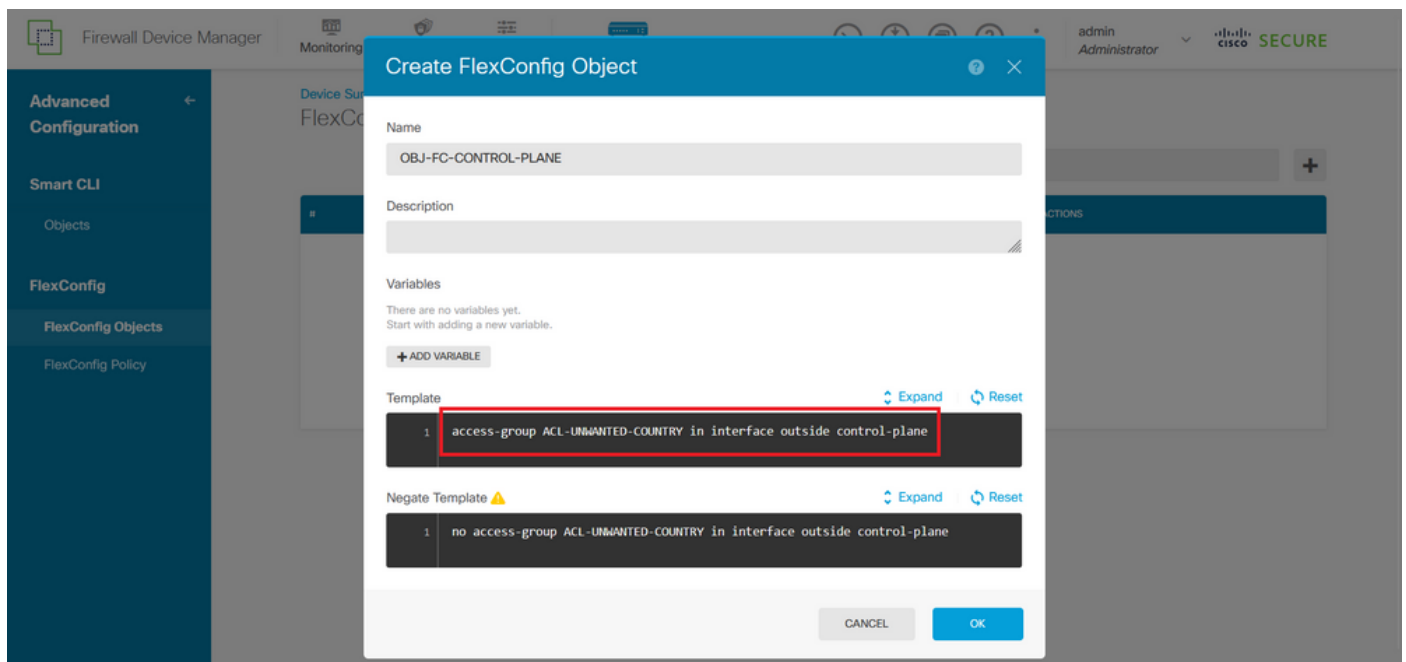 Firewall Device Manager
Monitoring
admin
Administrator
cisco SECURE
Advanced
Configuration
Smart CLI
Objects
FlexConfig
FlexConfig Objects
FlexConfig Policy
Device Sum
FlexCo
#
ACTIONS
Create FlexConfig Object
Name
OBJ-FC-CONTROL-PLANE
Description
Variables
There are no variables yet.
Start with adding a new variable.
+ ADD VARIABLE
Template
Expand
Reset
1 access-group ACL-UNWANTED-COUNTRY in interface outside control-plane
Negate Template
Expand
Reset
1 no access-group ACL-UNWANTED-COUNTRY in interface outside control-plane
CANCEL
OK